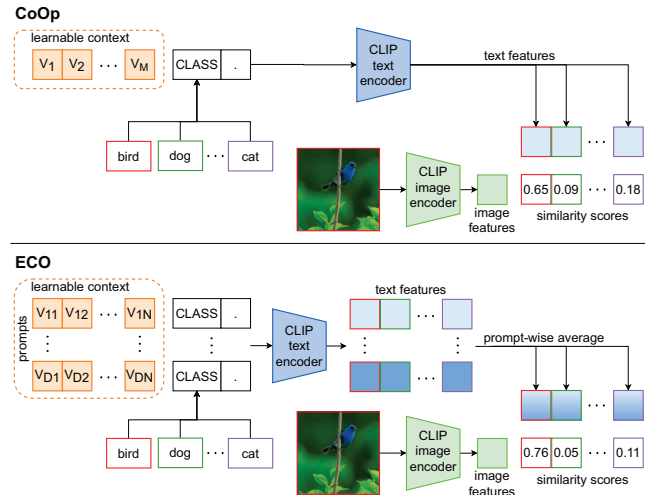 CoOp
learnable context
V1 V2 ... VM
CLASS .
CLIP
text
encoder
text features
bird dog ... cat
CLIP
image
encoder
image
features
0.65 0.09 ... 0.18
similarity scores
ECO
learnable context
prompts
V11 V12 ... V1N
VD1 VD2 ... VDN
CLASS .
CLASS .
CLIP
text
encoder
text features
prompt-wise average
bird dog ... cat
CLIP
image
encoder
image
features
0.76 0.05 ... 0.11
similarity scores